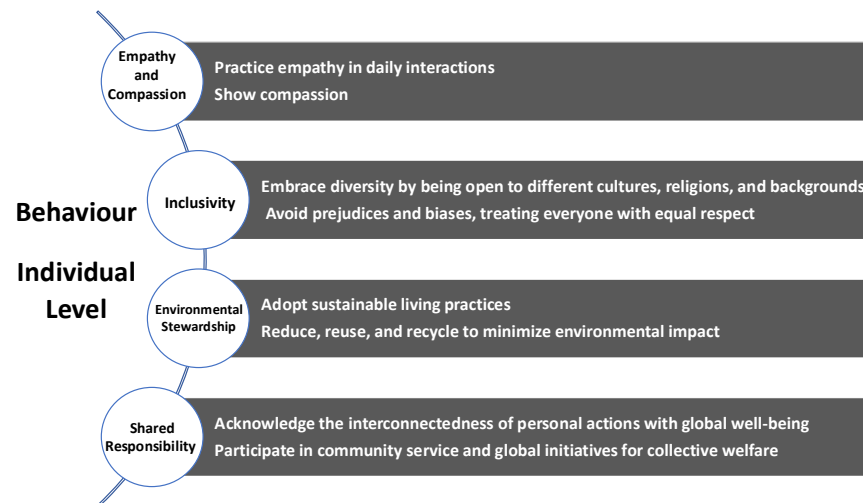 Behaviour
Individual
Level
Empathy
and
Compassion
Practice empathy in daily interactions
Show compassion
Inclusivity
Embrace diversity by being open to different cultures, religions, and backgrounds
Avoid prejudices and biases, treating everyone with equal respect
Environmental
Stewardship
Adopt sustainable living practices
Reduce, reuse, and recycle to minimize environmental impact
Shared
Responsibility
Acknowledge the interconnectedness of personal actions with global well-being
Participate in community service and global initiatives for collective welfare